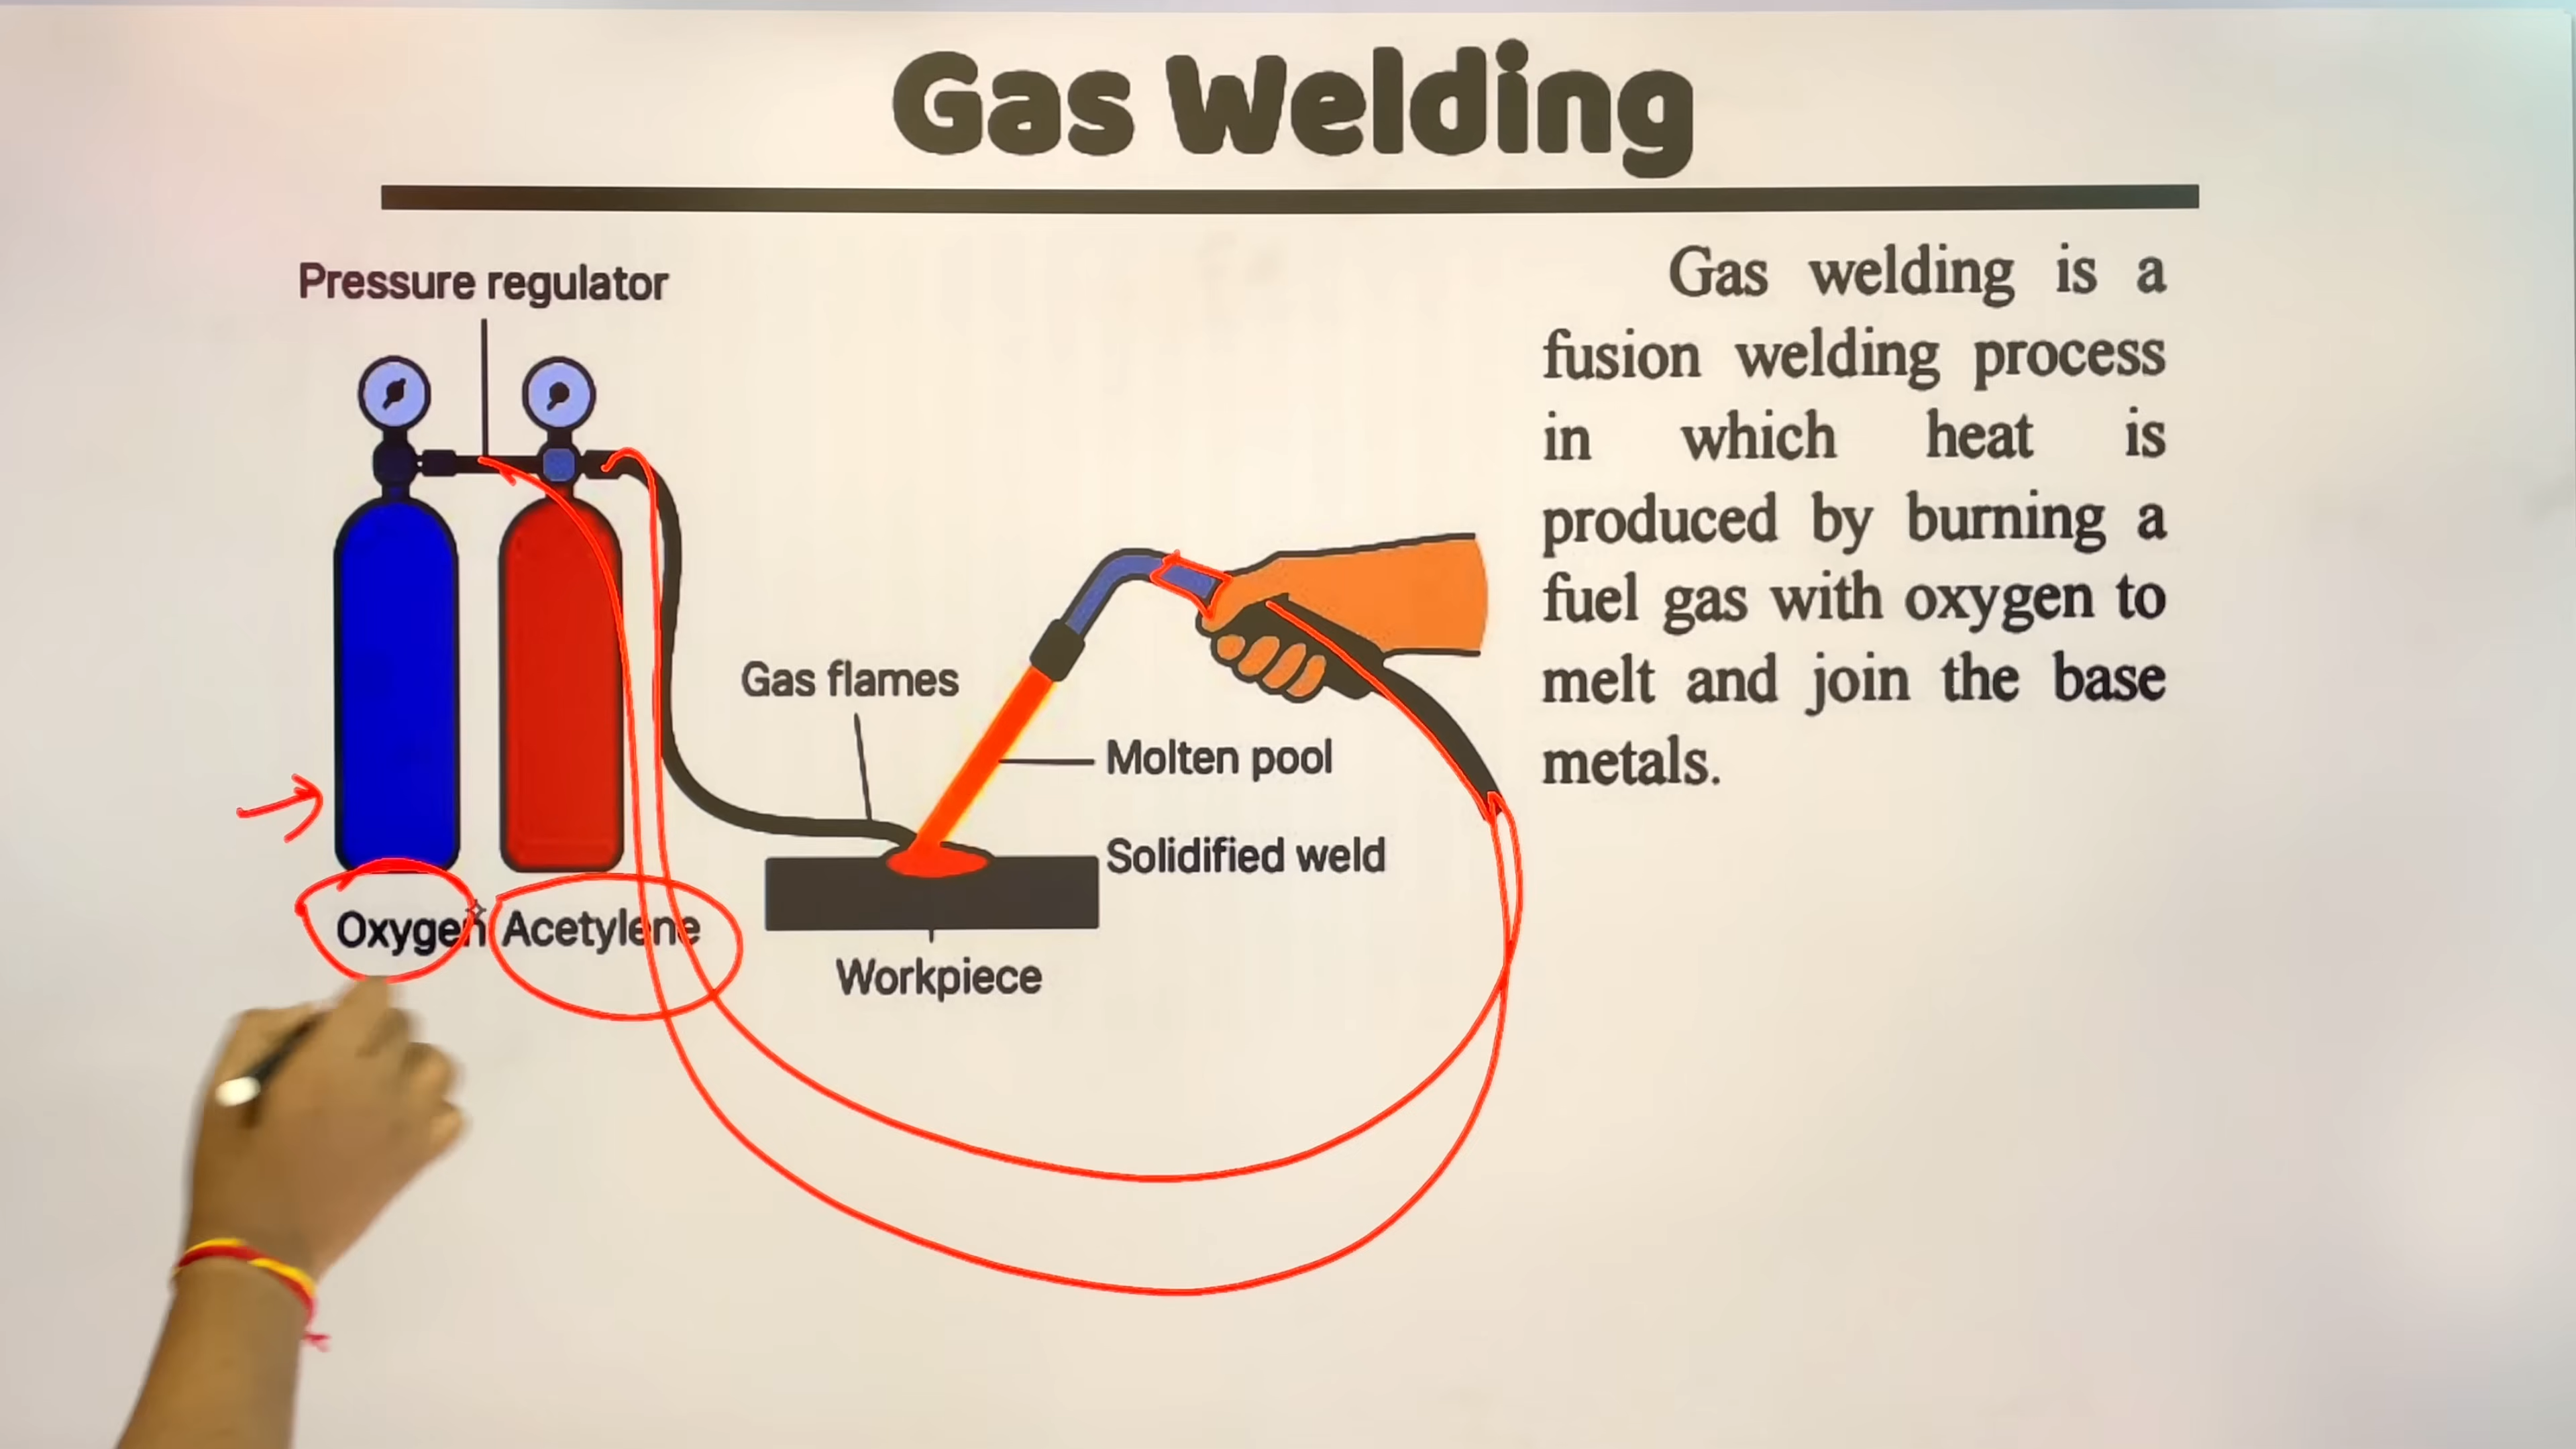 Gas Welding
Pressure regulator
Gas welding is a
fusion welding process
in which heat is
produced by burning a
fuel gas with oxygen to
melt and join the base
metals.
Gas flames
Molten pool
Solidified weld
Oxygen Acetylene
Workpiece